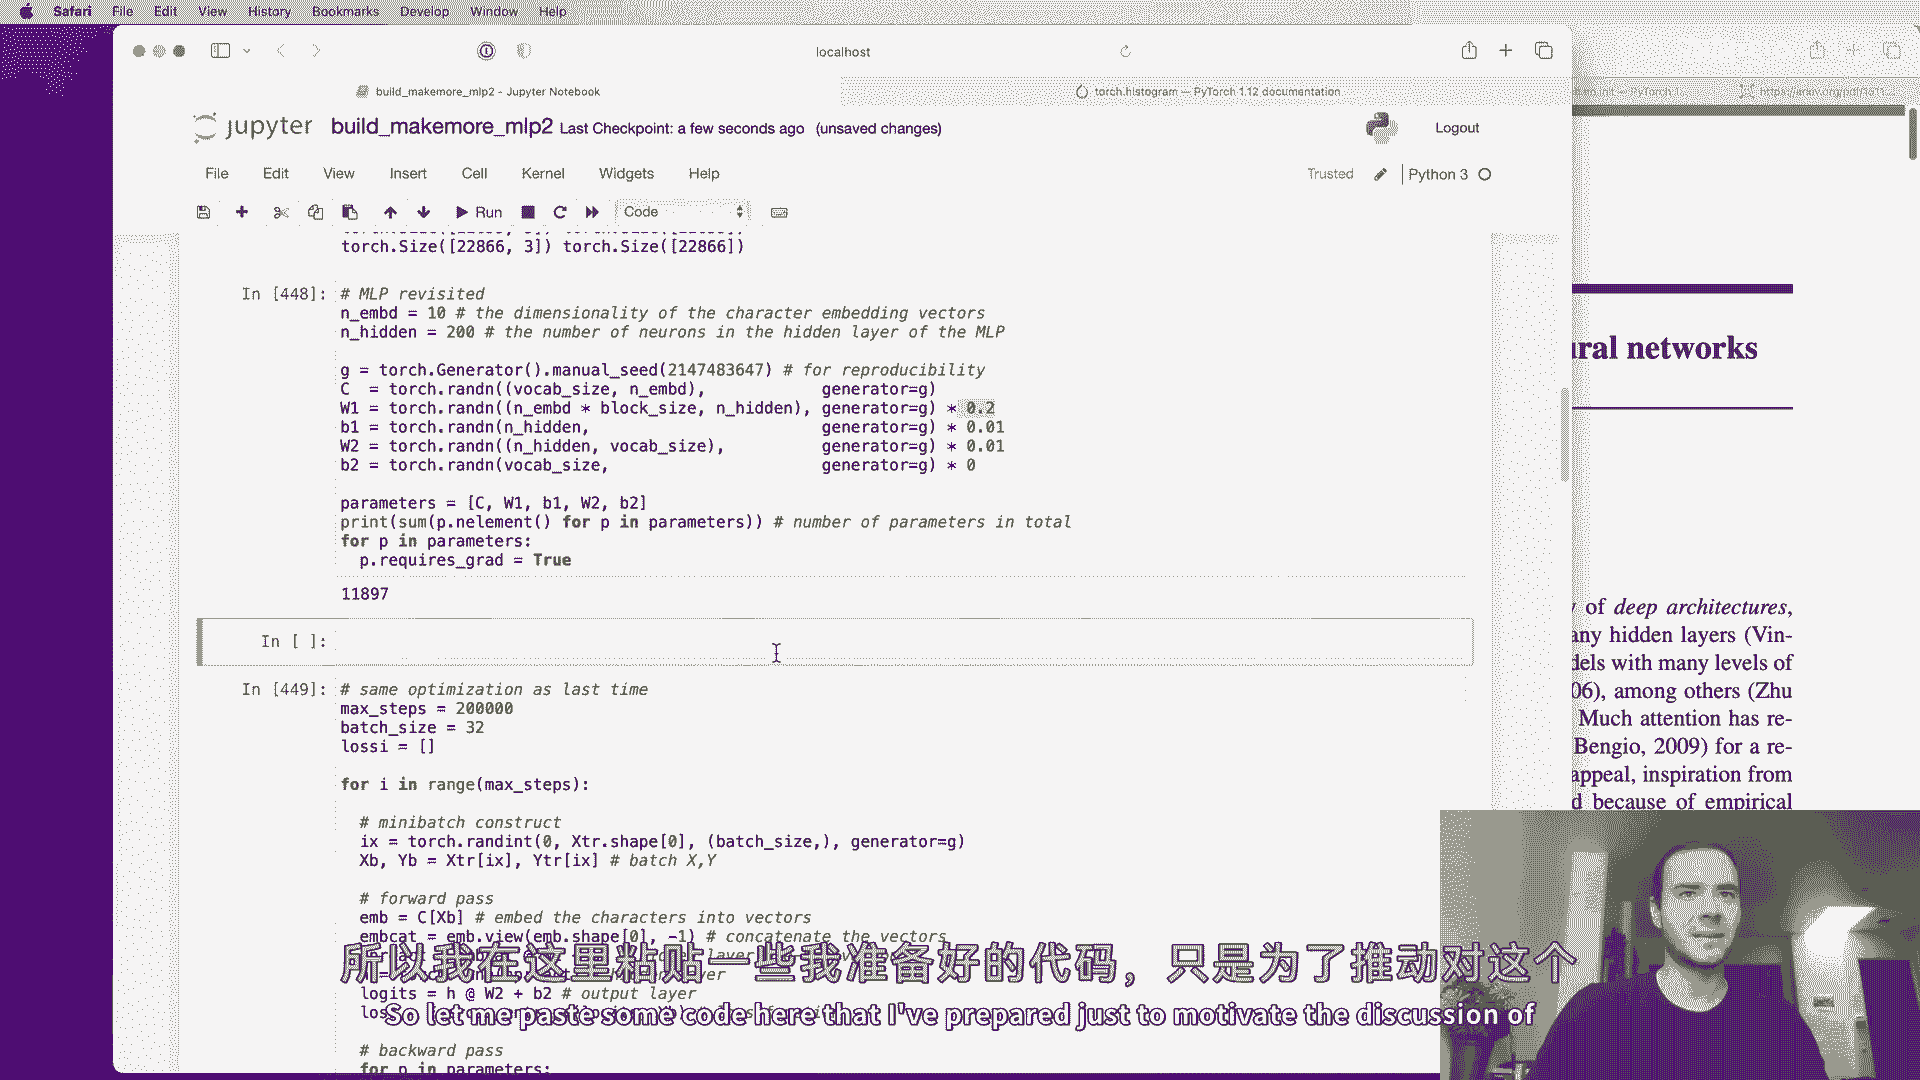 Safari File Edit View History Bookmarks Develop Window Help
localhost
build_makemore_mlp2 - Jupyter Notebook
torch.histogram — PyTorch 1.12 documentation
jupyter build_makemore_mlp2 Last Checkpoint: a few seconds ago (unsaved changes)
Logout
File Edit View Insert Cell Kernel Widgets Help
Trusted
Python 3
Run
Code
torch.Size([22866, 3]) torch.Size([22866])
In [448]:
# MLP revisited
n_embd = 10 # the dimensionality of the character embedding vectors
n_hidden = 200 # the number of neurons in the hidden layer of the MLP
g = torch.Generator().manual_seed(2147483647) # for reproducibility
C = torch.randn((vocab_size, n_embd), generator=g)
W1 = torch.randn((n_embd * block_size, n_hidden), generator=g) * 0.2
b1 = torch.randn(n_hidden, generator=g) * 0.01
W2 = torch.randn((n_hidden, vocab_size), generator=g) * 0.01
b2 = torch.randn(vocab_size, generator=g) * 0
parameters = [C, W1, b1, W2, b2]
print(sum(p.nelement() for p in parameters)) # number of parameters in total
for p in parameters:
p.requires_grad = True
11897
In [ ]:
In [449]:
# same optimization as last time
max_steps = 200000
batch_size = 32
lossi = []
for i in range(max_steps):
# minibatch construct
ix = torch.randint(0, Xtr.shape[0], (batch_size,), generator=g)
Xb, Yb = Xtr[ix], Ytr[ix] # batch X,Y
# forward pass
emb = C[Xb] # embed the characters into vectors
embcat = emb.view(emb.shape[0], -1) # concatenate the vectors
logits = h @ W2 + b2 # output layer
# backward pass
for p in parameters:
所以我在这里粘贴一些我准备好的代码，只是为了推动对这个
So let me paste some code here that I've prepared just to motivate the discussion of
ral networks
of deep architectures,
any hidden layers (Vin-
dels with many levels of
06), among others (Zhu
Much attention has re-
Bengio, 2009) for a re-
appeal, inspiration from
d because of empirical